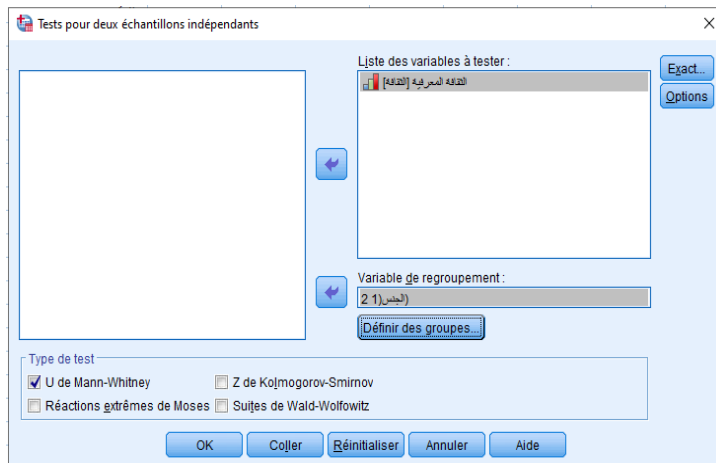 Tests pour deux échantillons indépendants
Liste des variables à tester :
الثقافة المعرفية [الثقافة]
Exact...
Options
Variable de regroupement :
الجنس(1 2)
Définir des groupes...
Type de test
U de Mann-Whitney
Z de Kolmogorov-Smirnov
Réactions extrêmes de Moses
Suites de Wald-Wolfowitz
OK
Coller
Réinitialiser
Annuler
Aide